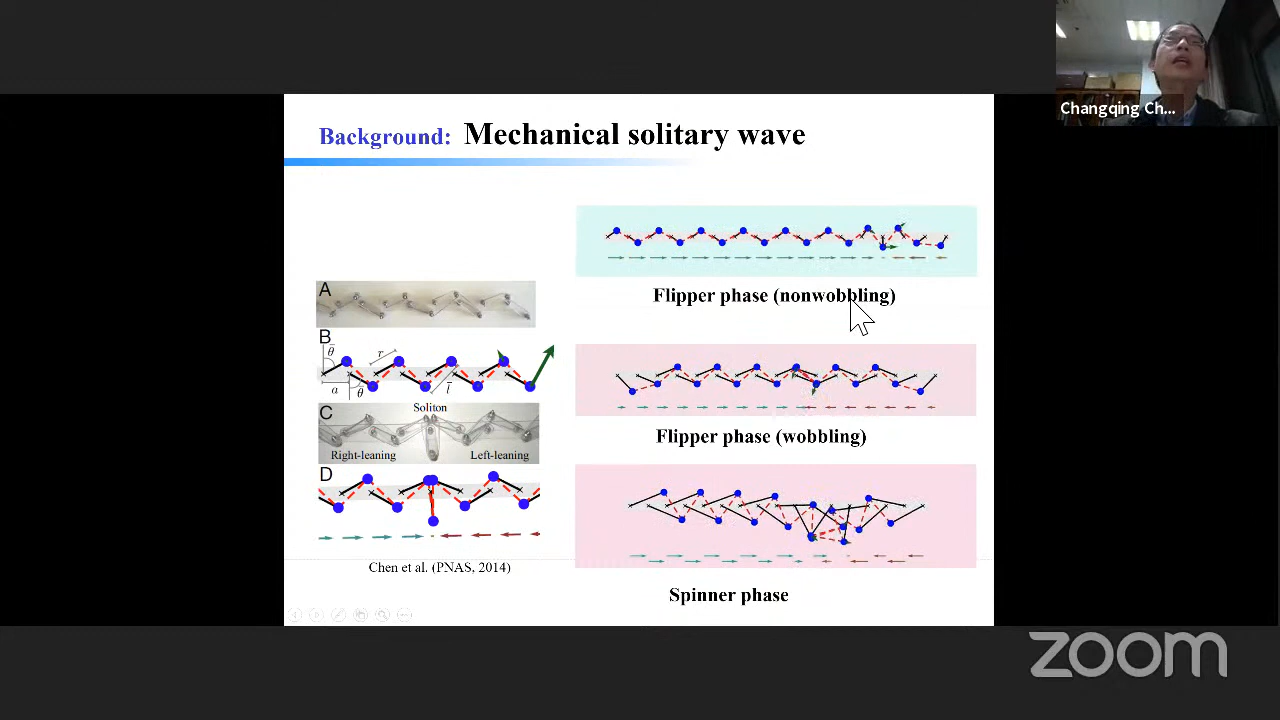 Changqing Ch...
Background: Mechanical solitary wave
A
B
θ̄
r
a
θ
l̄
C
Soliton
Right-leaning
Left-leaning
D
Chen et al. (PNAS, 2014)
Flipper phase (nonwobbling)
Flipper phase (wobbling)
Spinner phase
zoom